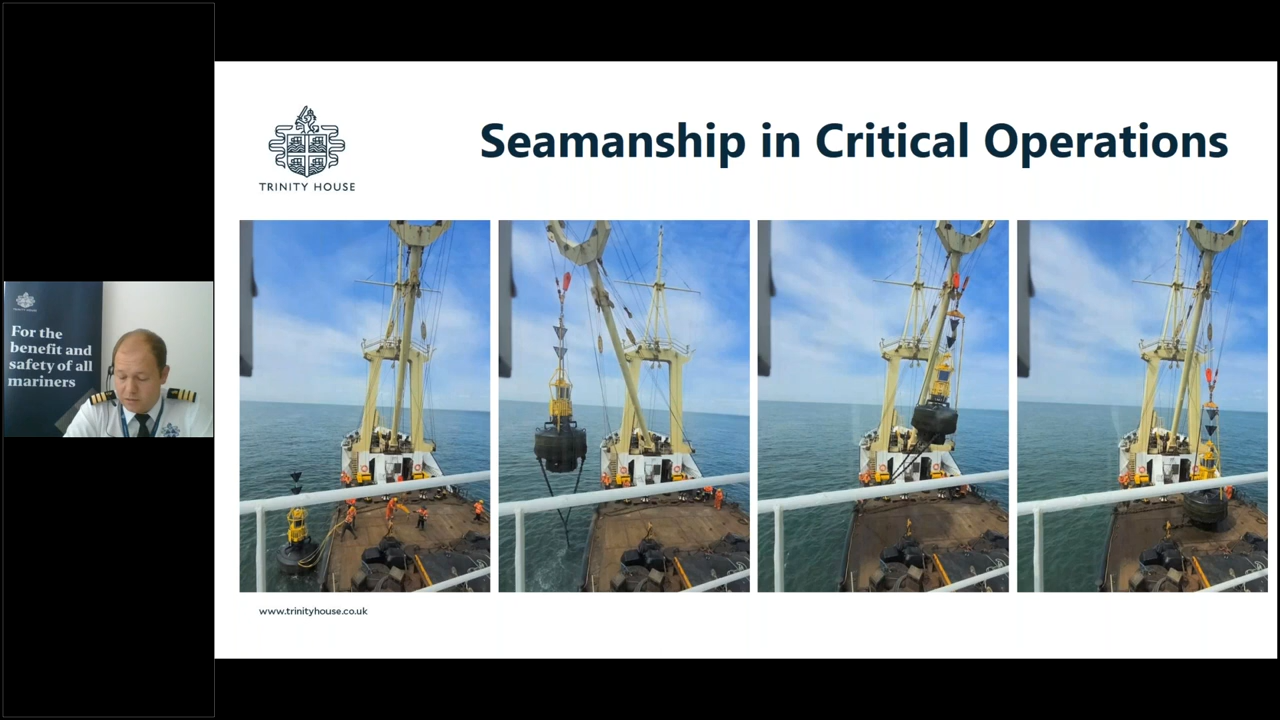 TRINITY HOUSE
Seamanship in Critical Operations
For the
benefit and
safety of all
mariners
www.trinityhouse.co.uk